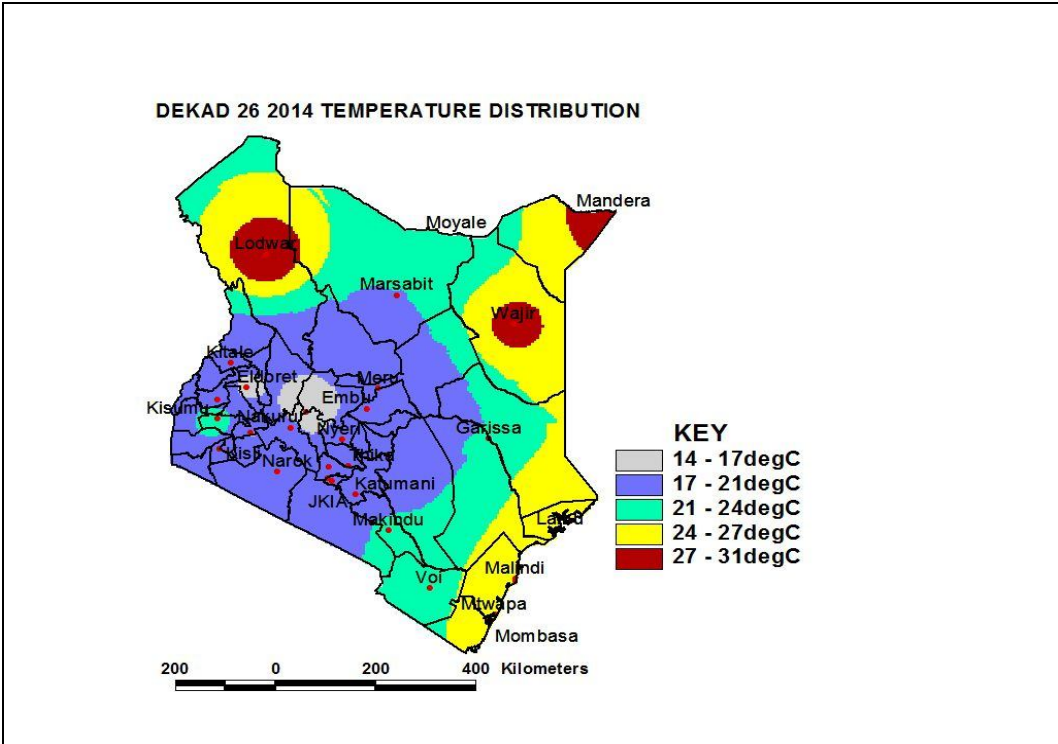 DEKAD 26 2014 TEMPERATURE DISTRIBUTION
Mandera
Moyale
Lodwar
Marsabit
Wajir
Kitale
Eldoret
Meru
Embu
Kisumu
Nakuru
Nyeri
Garissa
Kisii
Narok
Thika
Katumani
JKIA
Makindu
Lamu
Voi
Malindi
Mtwapa
Mombasa
KEY
14 - 17degC
17 - 21degC
21 - 24degC
24 - 27degC
27 - 31degC
200 0 200 400 Kilometers